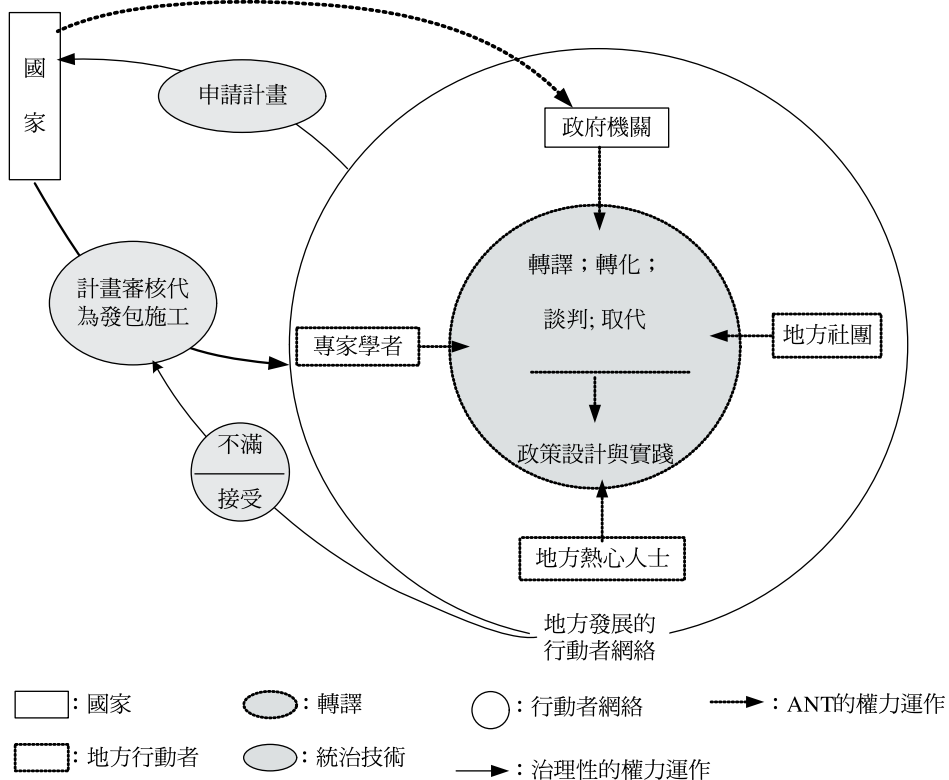 國
家
申請計畫
政府機關
轉譯；轉化；
計畫審核代
為發包施工
談判; 取代
專家學者
地方社團
不滿
接受
政策設計與實踐
地方熱心人士
地方發展的
行動者網絡
：國家
：轉譯
：行動者網絡
：ANT的權力運作
：地方行動者
：統治技術
：治理性的權力運作